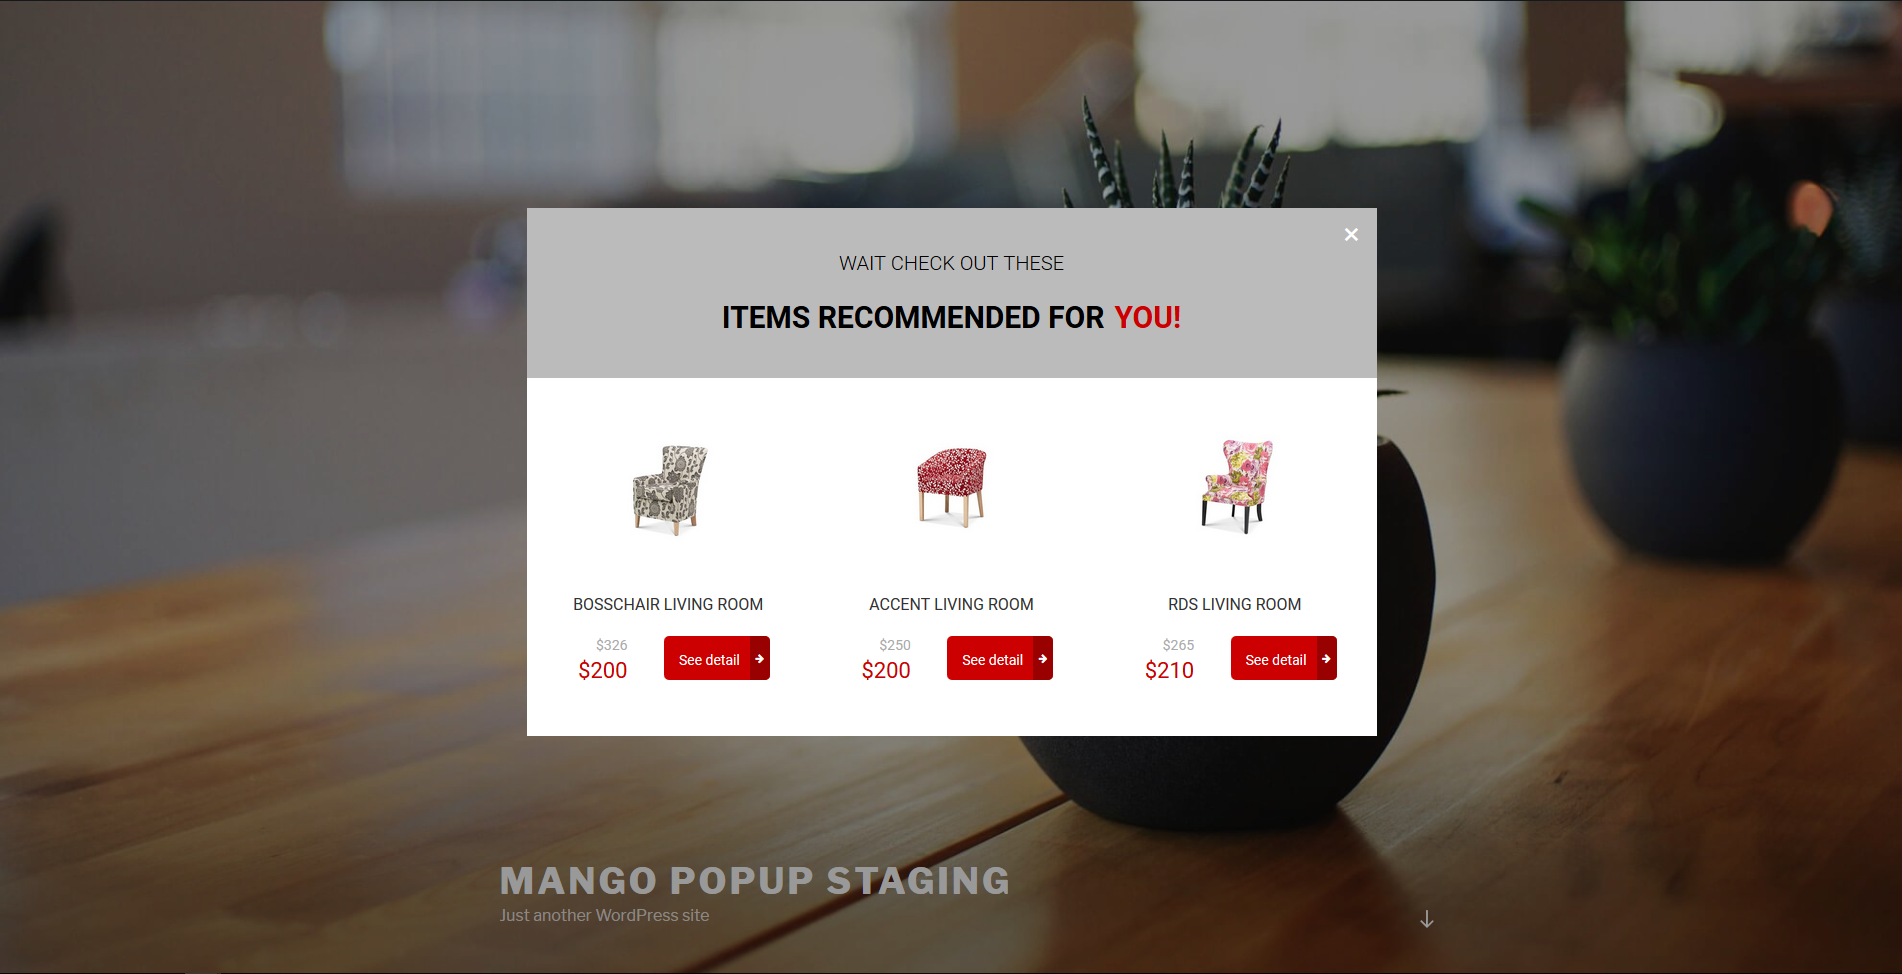 WAIT CHECK OUT THESE
ITEMS RECOMMENDED FOR YOU!
BOSSCHAIR LIVING ROOM
$326
$200
See detail
ACCENT LIVING ROOM
$250
$200
See detail
RDS LIVING ROOM
$265
$210
See detail
MANGO POPUP STAGING
Just another WordPress site